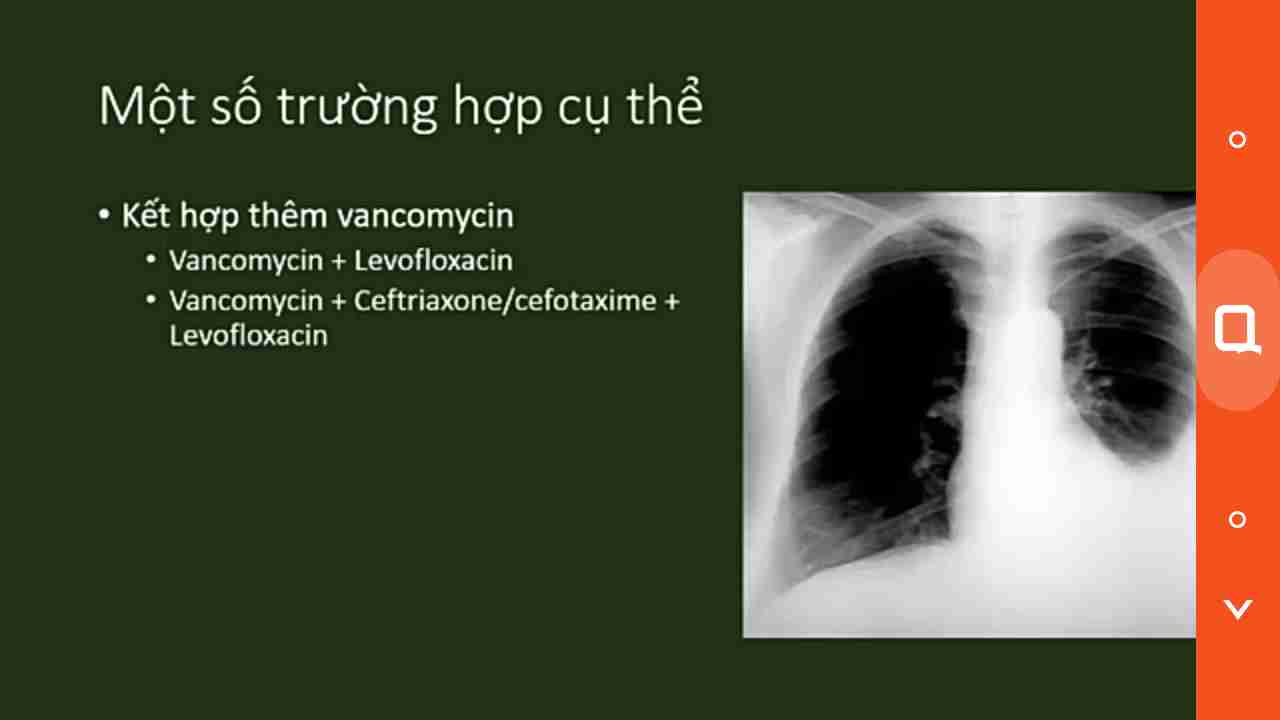 Một số trường hợp cụ thể
• Kết hợp thêm vancomycin
• Vancomycin + Levofloxacin
• Vancomycin + Ceftriaxone/cefotaxime +
Levofloxacin